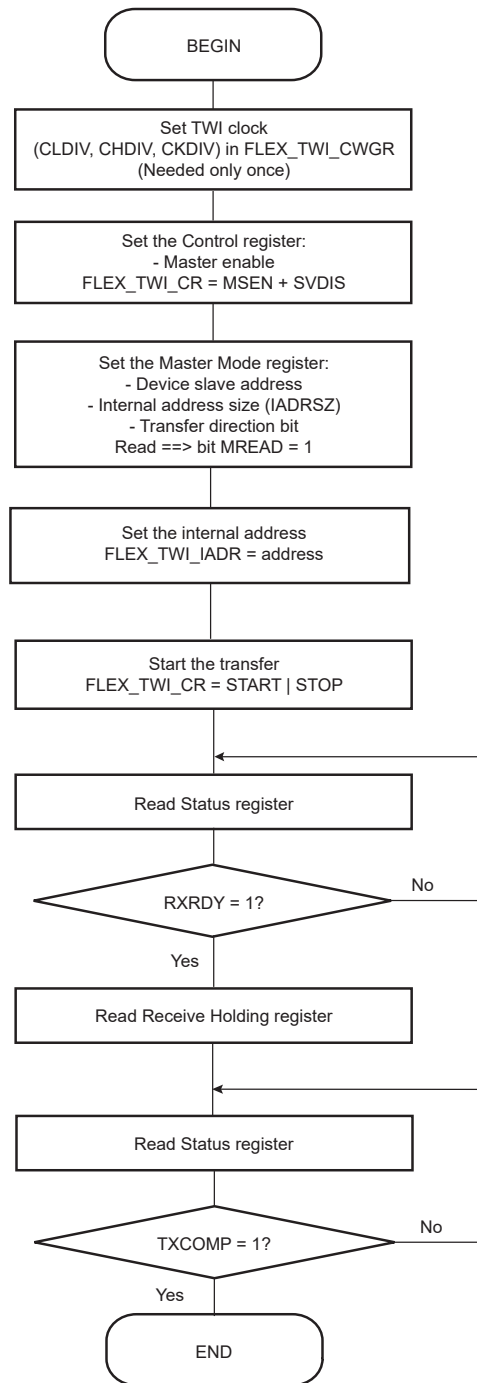 BEGIN
Set TWI clock
(CLDIV, CHDIV, CKDIV) in FLEX_TWI_CWGR
(Needed only once)
Set the Control register:
- Master enable
FLEX_TWI_CR = MSEN + SVDIS
Set the Master Mode register:
- Device slave address
- Internal address size (IADRSZ)
- Transfer direction bit
Read ==> bit MREAD = 1
Set the internal address
FLEX_TWI_IADR = address
Start the transfer
FLEX_TWI_CR = START | STOP
Read Status register
RXRDY = 1?
No
Yes
Read Receive Holding register
Read Status register
TXCOMP = 1?
No
Yes
END